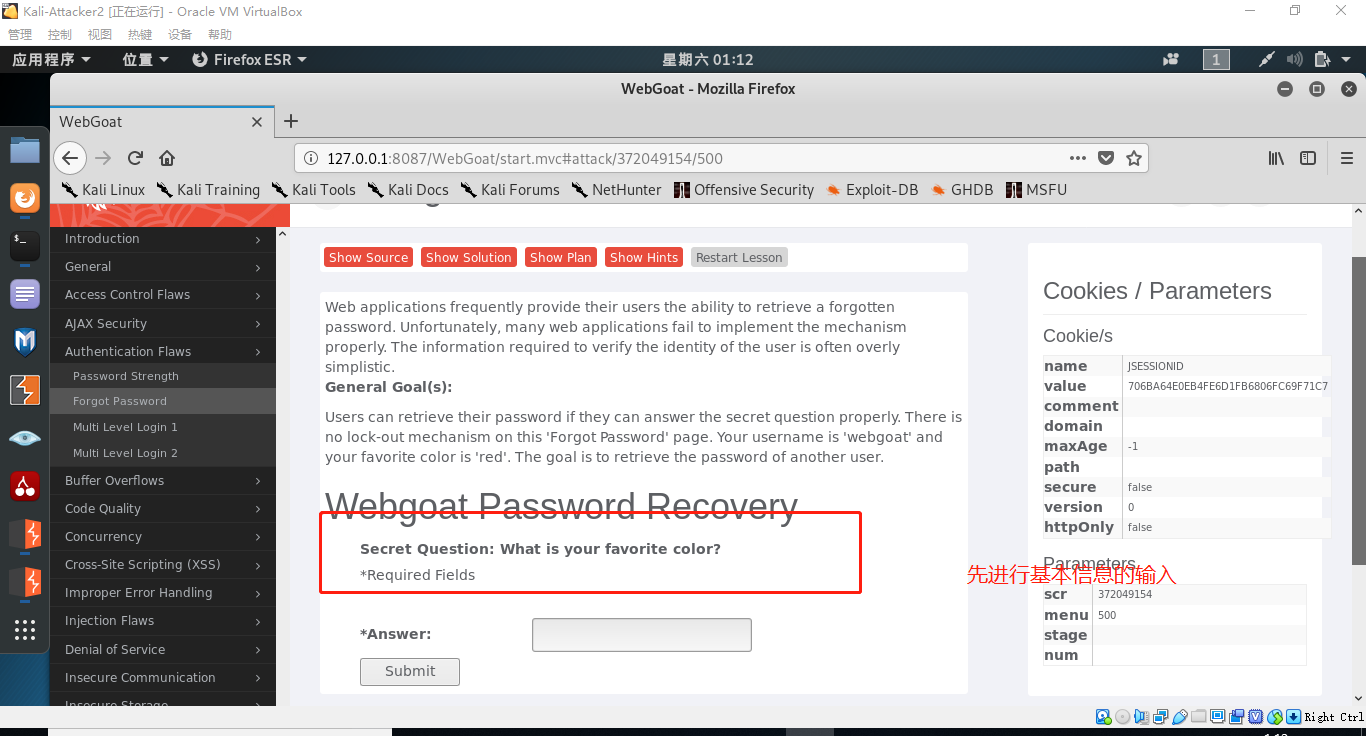 Kali-Attacker2 [正在运行] - Oracle VM VirtualBox
管理 控制 视图 热键 设备 帮助
应用程序 位置 Firefox ESR 星期六 01:12 1
WebGoat - Mozilla Firefox
WebGoat
127.0.0.1:8087/WebGoat/start.mvc#attack/372049154/500
Kali Linux Kali Training Kali Tools Kali Docs Kali Forums NetHunter Offensive Security Exploit-DB GHDB MSFU
Introduction
General
Access Control Flaws
AJAX Security
Authentication Flaws
Password Strength
Forgot Password
Multi Level Login 1
Multi Level Login 2
Buffer Overflows
Code Quality
Concurrency
Cross-Site Scripting (XSS)
Improper Error Handling
Injection Flaws
Denial of Service
Insecure Communication
Insecure Storage
Show Source Show Solution Show Plan Show Hints Restart Lesson
Web applications frequently provide their users the ability to retrieve a forgotten
password. Unfortunately, many web applications fail to implement the mechanism
properly. The information required to verify the identity of the user is often overly
simplistic.
General Goal(s):
Users can retrieve their password if they can answer the secret question properly. There is
no lock-out mechanism on this 'Forgot Password' page. Your username is 'webgoat' and
your favorite color is 'red'. The goal is to retrieve the password of another user.
Webgoat Password Recovery
Secret Question: What is your favorite color?
*Required Fields
*Answer:
Submit
Cookies / Parameters
Cookie/s
name JSESSIONID
value 706BA64E0EB4FE6D1FB6806FC69F71C7
comment
domain
maxAge -1
path
secure false
version 0
httpOnly false
Parameters
先进行基本信息的输入
scr 372049154
menu 500
stage
num
Right Ctrl